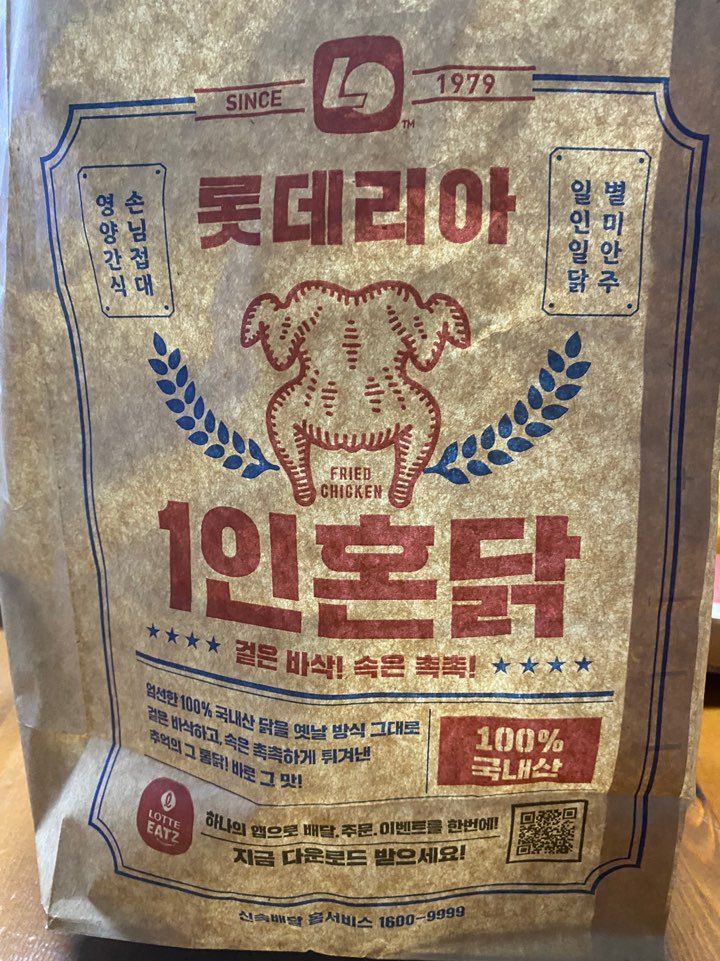 SINCE 1979
LO
TM
롯데리아
손님접대
영양간식
별미안주
일인일닭
FRIED
CHICKEN
1인혼닭
겉은 바삭! 속은 촉촉!
엄선한 100% 국내산 닭을 옛날 방식 그대로
겉은 바삭하고, 속은 촉촉하게 튀겨낸
추억의 그 통닭! 바로 그 맛!
100%
국내산
LOTTE
EATZ
하나의 앱으로 배달, 주문, 이벤트를 한번에!
지금 다운로드 받으세요!
신속배달 홈서비스 1600-9999